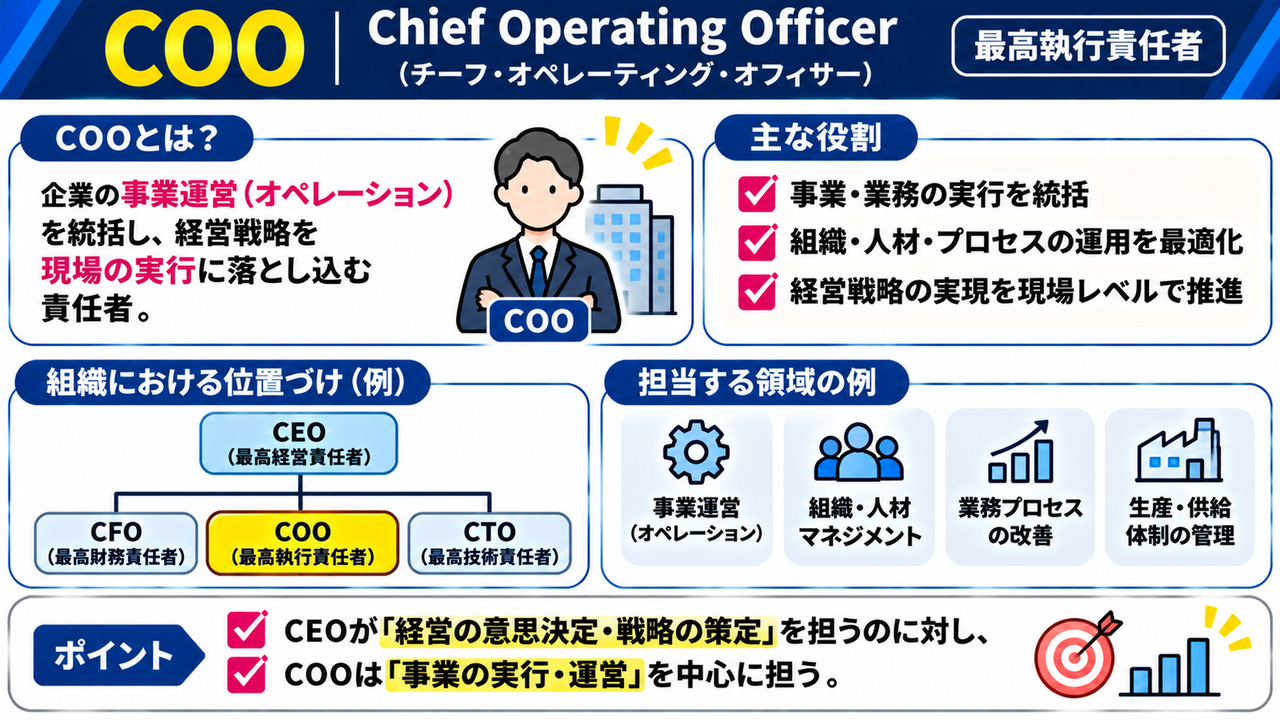 COO
Chief Operating Officer
(チーフ・オペレーティング・オフィサー)
最高執行責任者
COOとは?
企業の事業運営(オペレーション)
を統括し、経営戦略を
現場の実行に落とし込む
責任者。
COO
主な役割
事業・業務の実行を統括
組織・人材・プロセスの運用を最適化
経営戦略の実現を現場レベルで推進
組織における位置づけ(例)
CEO
(最高経営責任者)
CFO
(最高財務責任者)
COO
(最高執行責任者)
CTO
(最高技術責任者)
担当する領域の例
事業運営
(オペレーション)
組織・人材
マネジメント
業務プロセス
の改善
生産・供給
体制の管理
ポイント
CEOが「経営の意思決定・戦略の策定」を担うのに対し、
COOは「事業の実行・運営」を中心に担う。